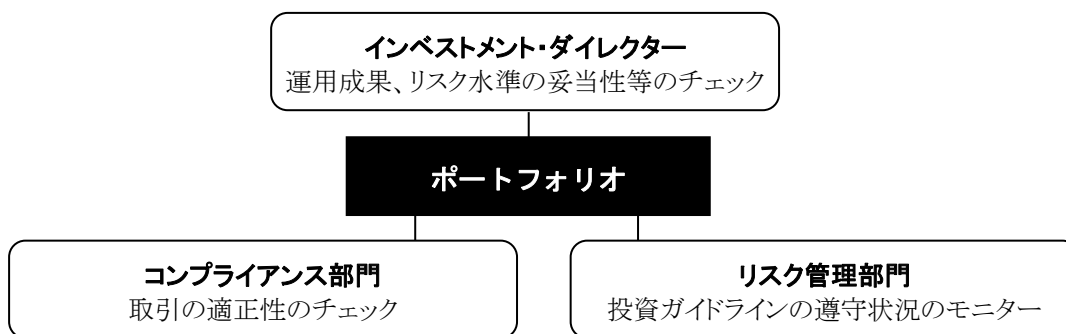 インベストメント・ダイレクター
運用成果、リスク水準の妥当性等のチェック
ポートフォリオ
コンプライアンス部門
取引の適正性のチェック
リスク管理部門
投資ガイドラインの遵守状況のモニター